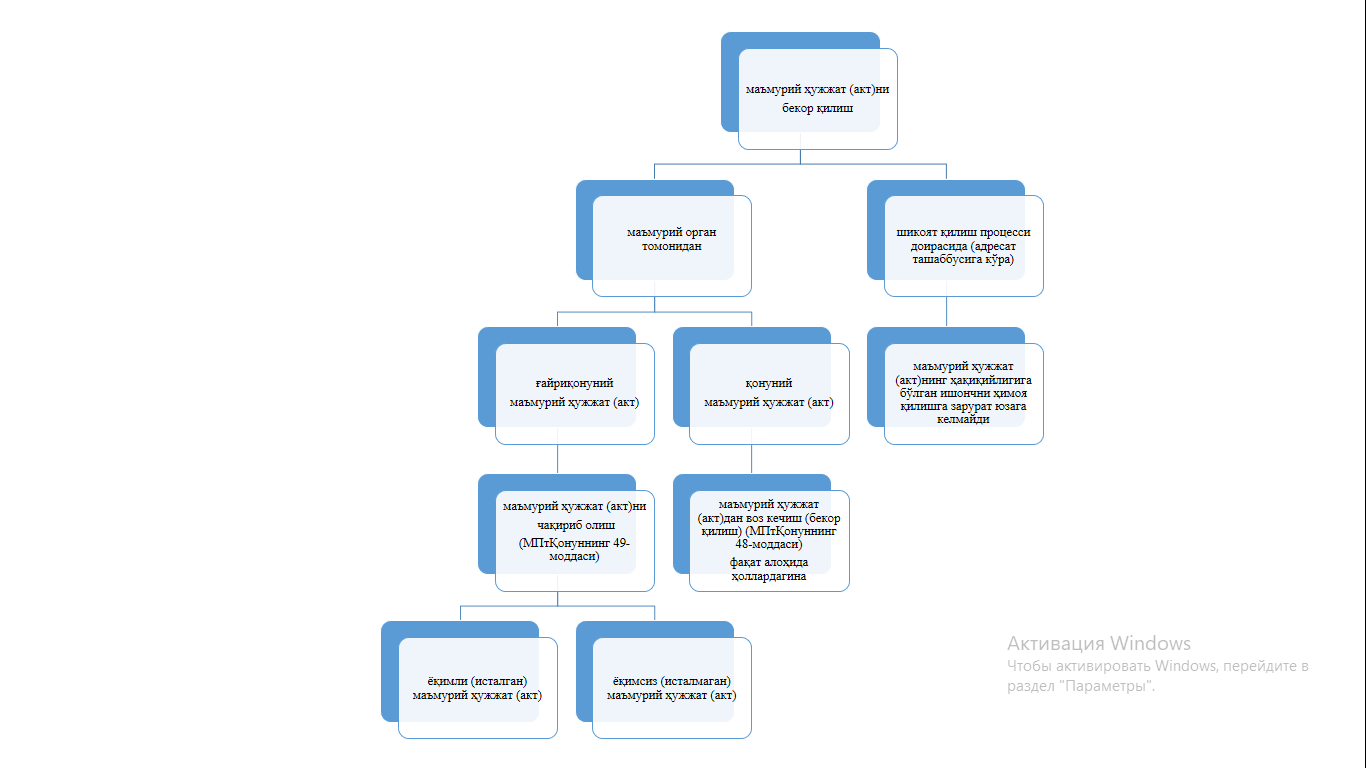 маъмурий ҳужжат (акт)ни
бекор қилиш
маъмурий орган
томонидан
шикоят қилиш процесси
доирасида (адресат
ташаббусига кўра)
ғайриқонуний
маъмурий ҳужжат (акт)
қонуний
маъмурий ҳужжат (акт)
маъмурий ҳужжат
(акт)нинг ҳақиқийлигига
бўлган ишончни ҳимоя
қилишга зарурат юзага
келмайди
маъмурий ҳужжат (акт)ни
чақириб олиш
(МПтҚонуннинг 49-
моддаси)
маъмурий ҳужжат
(акт)дан воз кечиш (бекор
қилиш) (МПтҚонуннинг
48-моддаси)
фақат алоҳида
ҳоллардагина
ёқимли (исталган)
маъмурий ҳужжат (акт)
ёқимсиз (исталмаган)
маъмурий ҳужжат (акт)
Активация Windows
Чтобы активировать Windows, перейдите в
раздел "Параметры".